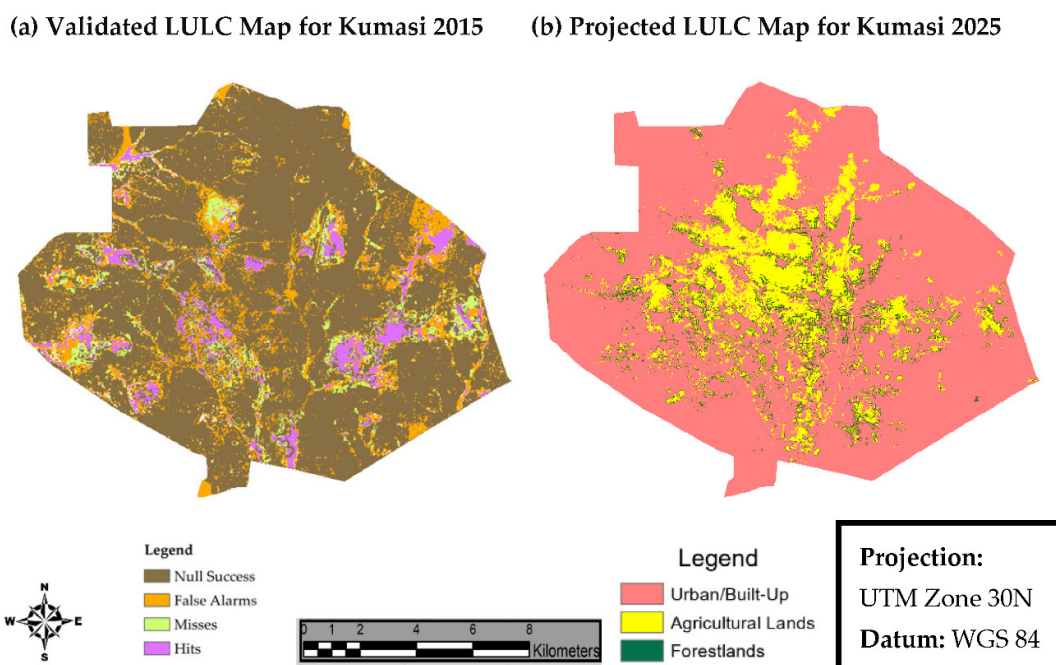 (a) Validated LULC Map for Kumasi 2015
(b) Projected LULC Map for Kumasi 2025
Legend
Null Success
False Alarms
Misses
Hits
N
W E
S
0 1 2 4 6 8
Kilometers
Legend
Urban/Built-Up
Agricultural Lands
Forestlands
Projection:
UTM Zone 30N
Datum: WGS 84